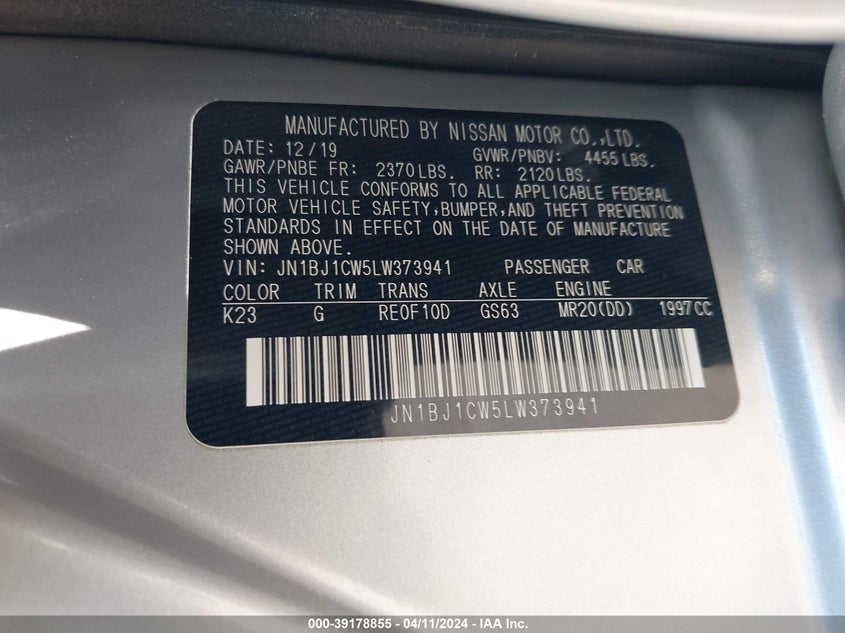 MANUFACTURED BY NISSAN MOTOR CO.,LTD.
DATE: 12/19 GVWR/PNBV: 4455 LBS.
GAWR/PNBE FR: 2370 LBS. RR: 2120 LBS.
THIS VEHICLE CONFORMS TO ALL APPLICABLE FEDERAL
MOTOR VEHICLE SAFETY,BUMPER,AND THEFT PREVENTION
STANDARDS IN EFFECT ON THE DATE OF MANUFACTURE
SHOWN ABOVE.
VIN: JN1BJ1CW5LW373941 PASSENGER CAR
COLOR TRIM TRANS AXLE ENGINE
K23 G RE0F10D GS63 MR20(DD) 1997CC
JN1BJ1CW5LW373941
000-39178855 - 04/11/2024 - IAA Inc.